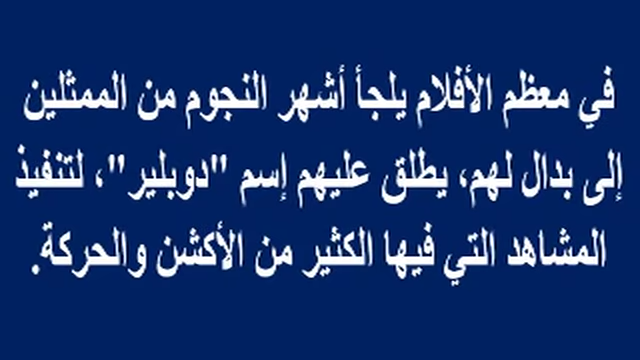 في معظم الأفلام يلجأ أشهر النجوم من الممثلين
إلى بدال لهم، يطلق عليهم إسم "دوبلير"، لتنفيذ
المشاهد التي فيها الكثير من الأكشن والحركة.